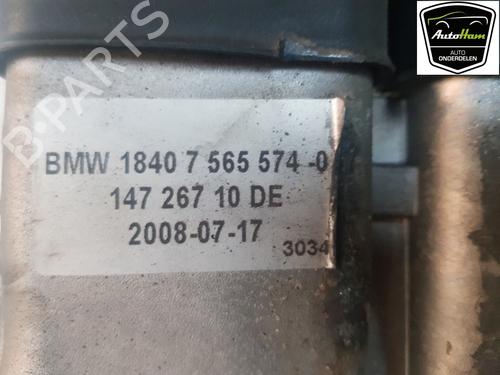 AutoHam
AUTO
ONDERDELEN
B-PARTS
BMW 1840 7 565 574 -0
147 267 10 DE
2008-07-17
3034